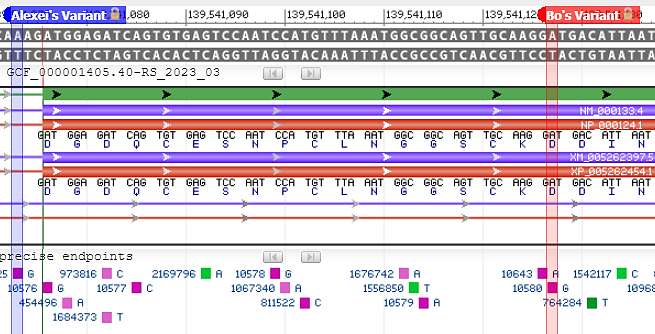 Alexei's Variant
,080
139,541,090
139,541,100
139,541,110
139,541,120
Bo's Variant
AAAGATGGAGATCAGTGTGAGTCCAATCCATGTTTAAATGGCGGCAGTTGCAAGGATGACATTAAT
TTTCTACCTCTAGTCACACTCAGGTTAGGTACAAATTTACCGCCGTCAACGTTCCTACTGTAATTA
GCF_000001405.40-RS_2023_03
NM_000133.4
NP_000124.1
GAT GGA GAT CAG TGT GAG TCC AAT CCA TGT TTA AAT GGC GGC AGT TGC AAG GAT GAC ATT AAT
D G D Q C E S N P C L N G G S C K D D I N
XM_005262397.5
XP_005262454.1
GAT GGA GAT CAG TGT GAG TCC AAT CCA TGT TTA AAT GGC GGC AGT TGC AAG GAT GAC ATT AAT
D G D Q C E S N P C L N G G S C K D D I N
precise endpoints
25 G 973816 C 2169796 A 10578 G 1676742 A 10643 A 1542117 C
10576 G 10577 C 1067340 A 1556850 T 10580 G 10968
454496 A 811522 C 10579 A 764284 T
1684373 T